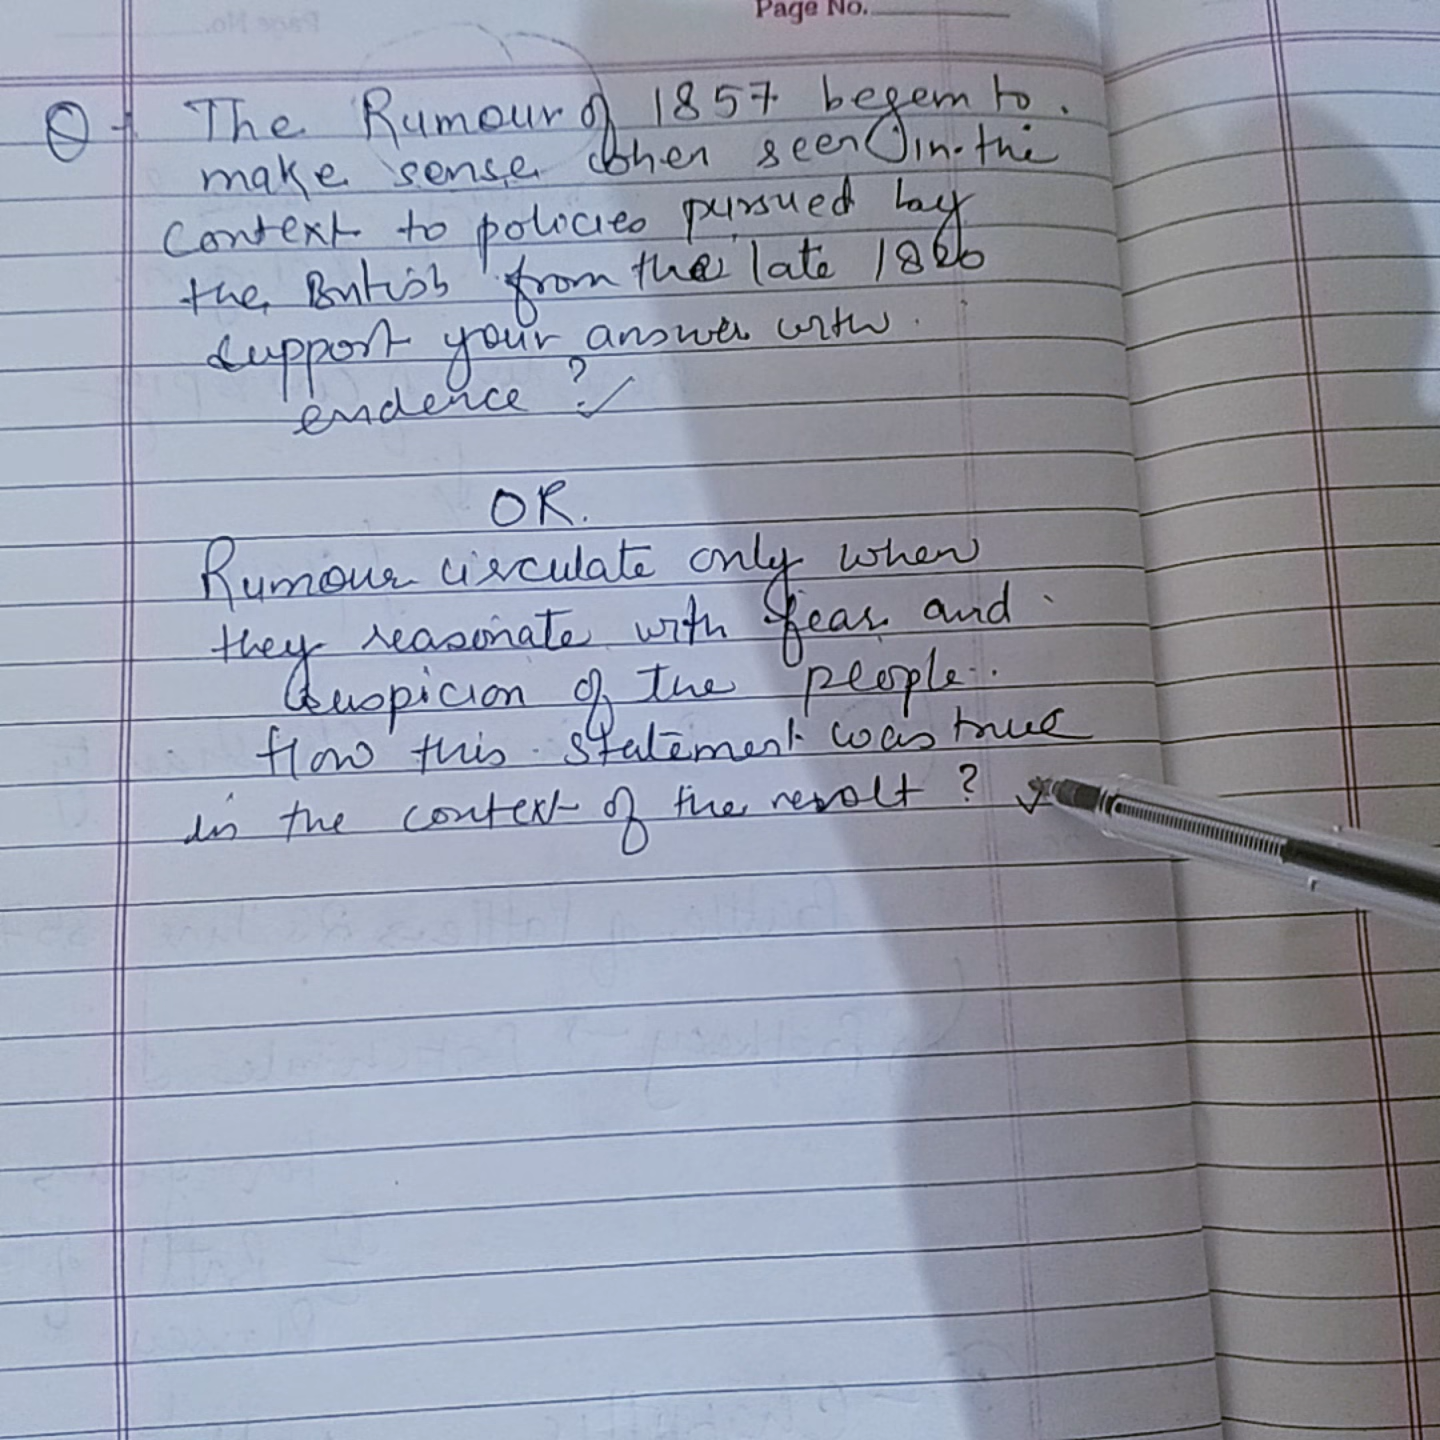 Page No.
Q - The Rumour of 1857 begem to.
make sense when seen in the
context to policies pursued by
the British from the late 1820
support your answer with.
evidence ?
OR.
Rumour circulate only when
they reasonate with fear and
suspicion of the people.
How this statement was true
in the context of the revolt ?